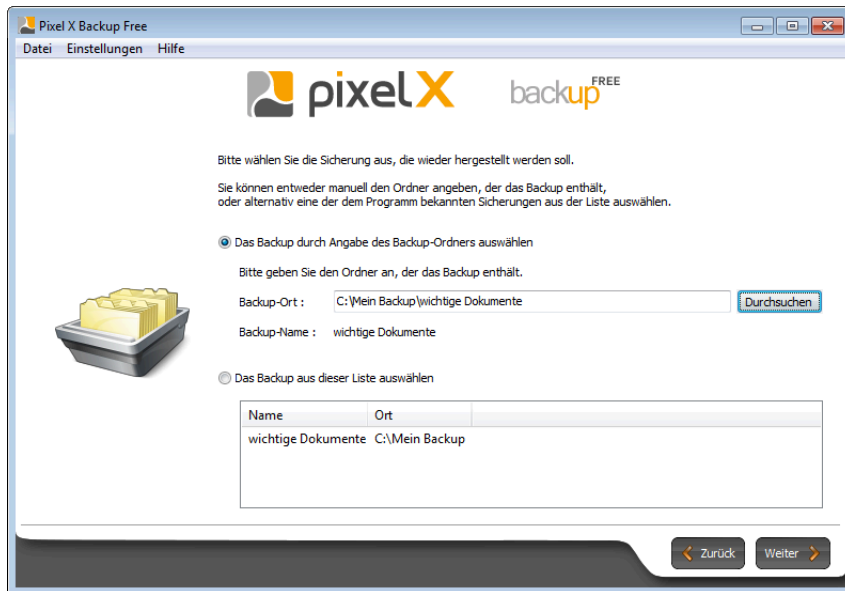 Pixel X Backup Free
Datei Einstellungen Hilfe
pixelX backup FREE
Bitte wählen Sie die Sicherung aus, die wieder hergestellt werden soll.
Sie können entweder manuell den Ordner angeben, der das Backup enthält,
oder alternativ eine der dem Programm bekannten Sicherungen aus der Liste auswählen.
Das Backup durch Angabe des Backup-Ordners auswählen
Bitte geben Sie den Ordner an, der das Backup enthält.
Backup-Ort : C:\Mein Backup\wichtige Dokumente Durchsuchen
Backup-Name : wichtige Dokumente
Das Backup aus dieser Liste auswählen
Name Ort
wichtige Dokumente C:\Mein Backup
Zurück Weiter